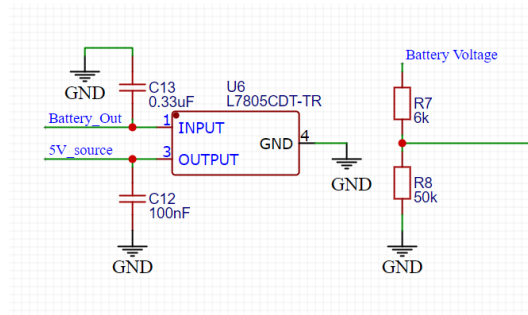 Battery Voltage
GND
C13
0.33uF
U6
L7805CDT-TR
R7
6k
Battery_Out
1
INPUT
GND
4
5V_source
3
OUTPUT
GND
R8
50k
C12
100nF
GND
GND